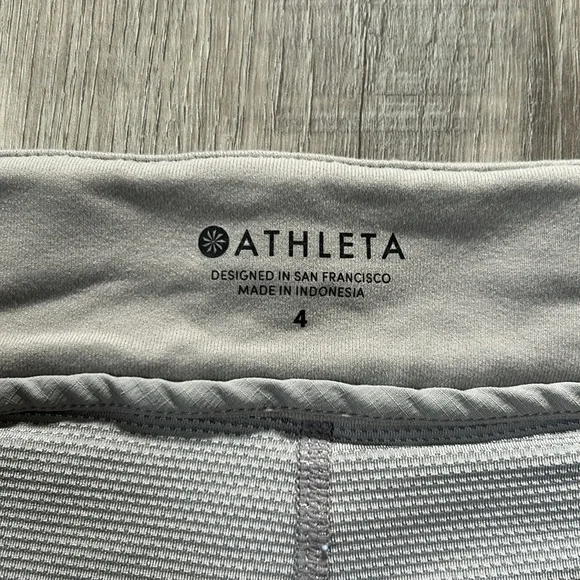 ATHLETA
DESIGNED IN SAN FRANCISCO
MADE IN INDONESIA
4